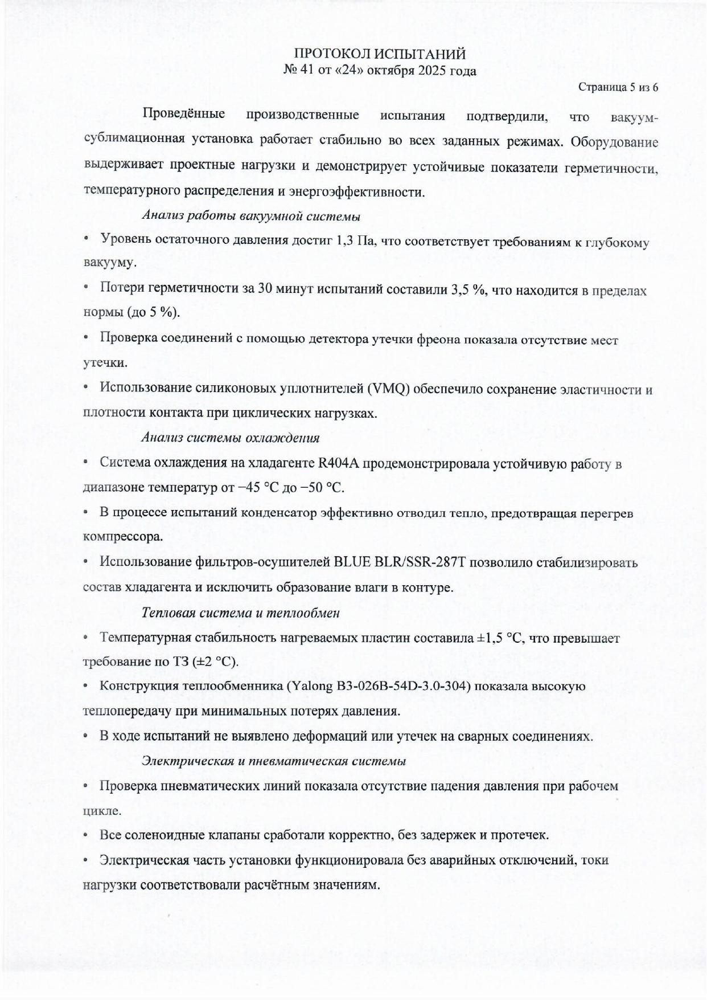 ПРОТОКОЛ ИСПЫТАНИЙ
№ 41 от «24» октября 2025 года
Страница 5 из 6
Проведённые производственные испытания подтвердили, что вакуум-
сублимационная установка работает стабильно во всех заданных режимах. Оборудование
выдерживает проектные нагрузки и демонстрирует устойчивые показатели герметичности,
температурного распределения и энергоэффективности.
Анализ работы вакуумной системы
• Уровень остаточного давления достиг 1,3 Па, что соответствует требованиям к глубокому
вакууму.
• Потери герметичности за 30 минут испытаний составили 3,5 %, что находится в пределах
нормы (до 5 %).
• Проверка соединений с помощью детектора утечки фреона показала отсутствие мест
утечки.
• Использование силиконовых уплотнителей (VMQ) обеспечило сохранение эластичности и
плотности контакта при циклических нагрузках.
Анализ системы охлаждения
• Система охлаждения на хладагенте R404A продемонстрировала устойчивую работу в
диапазоне температур от −45 °С до −50 °С.
• В процессе испытаний конденсатор эффективно отводил тепло, предотвращая перегрев
компрессора.
• Использование фильтров-осушителей BLUE BLR/SSR-287T позволило стабилизировать
состав хладагента и исключить образование влаги в контуре.
Тепловая система и теплообмен
• Температурная стабильность нагреваемых пластин составила ±1,5 °С, что превышает
требование по ТЗ (±2 °С).
• Конструкция теплообменника (Yalong B3-026B-54D-3.0-304) показала высокую
теплопередачу при минимальных потерях давления.
• В ходе испытаний не выявлено деформаций или утечек на сварных соединениях.
Электрическая и пневматическая системы
• Проверка пневматических линий показала отсутствие падения давления при рабочем
цикле.
• Все соленоидные клапаны сработали корректно, без задержек и протечек.
• Электрическая часть установки функционировала без аварийных отключений, токи
нагрузки соответствовали расчётным значениям.